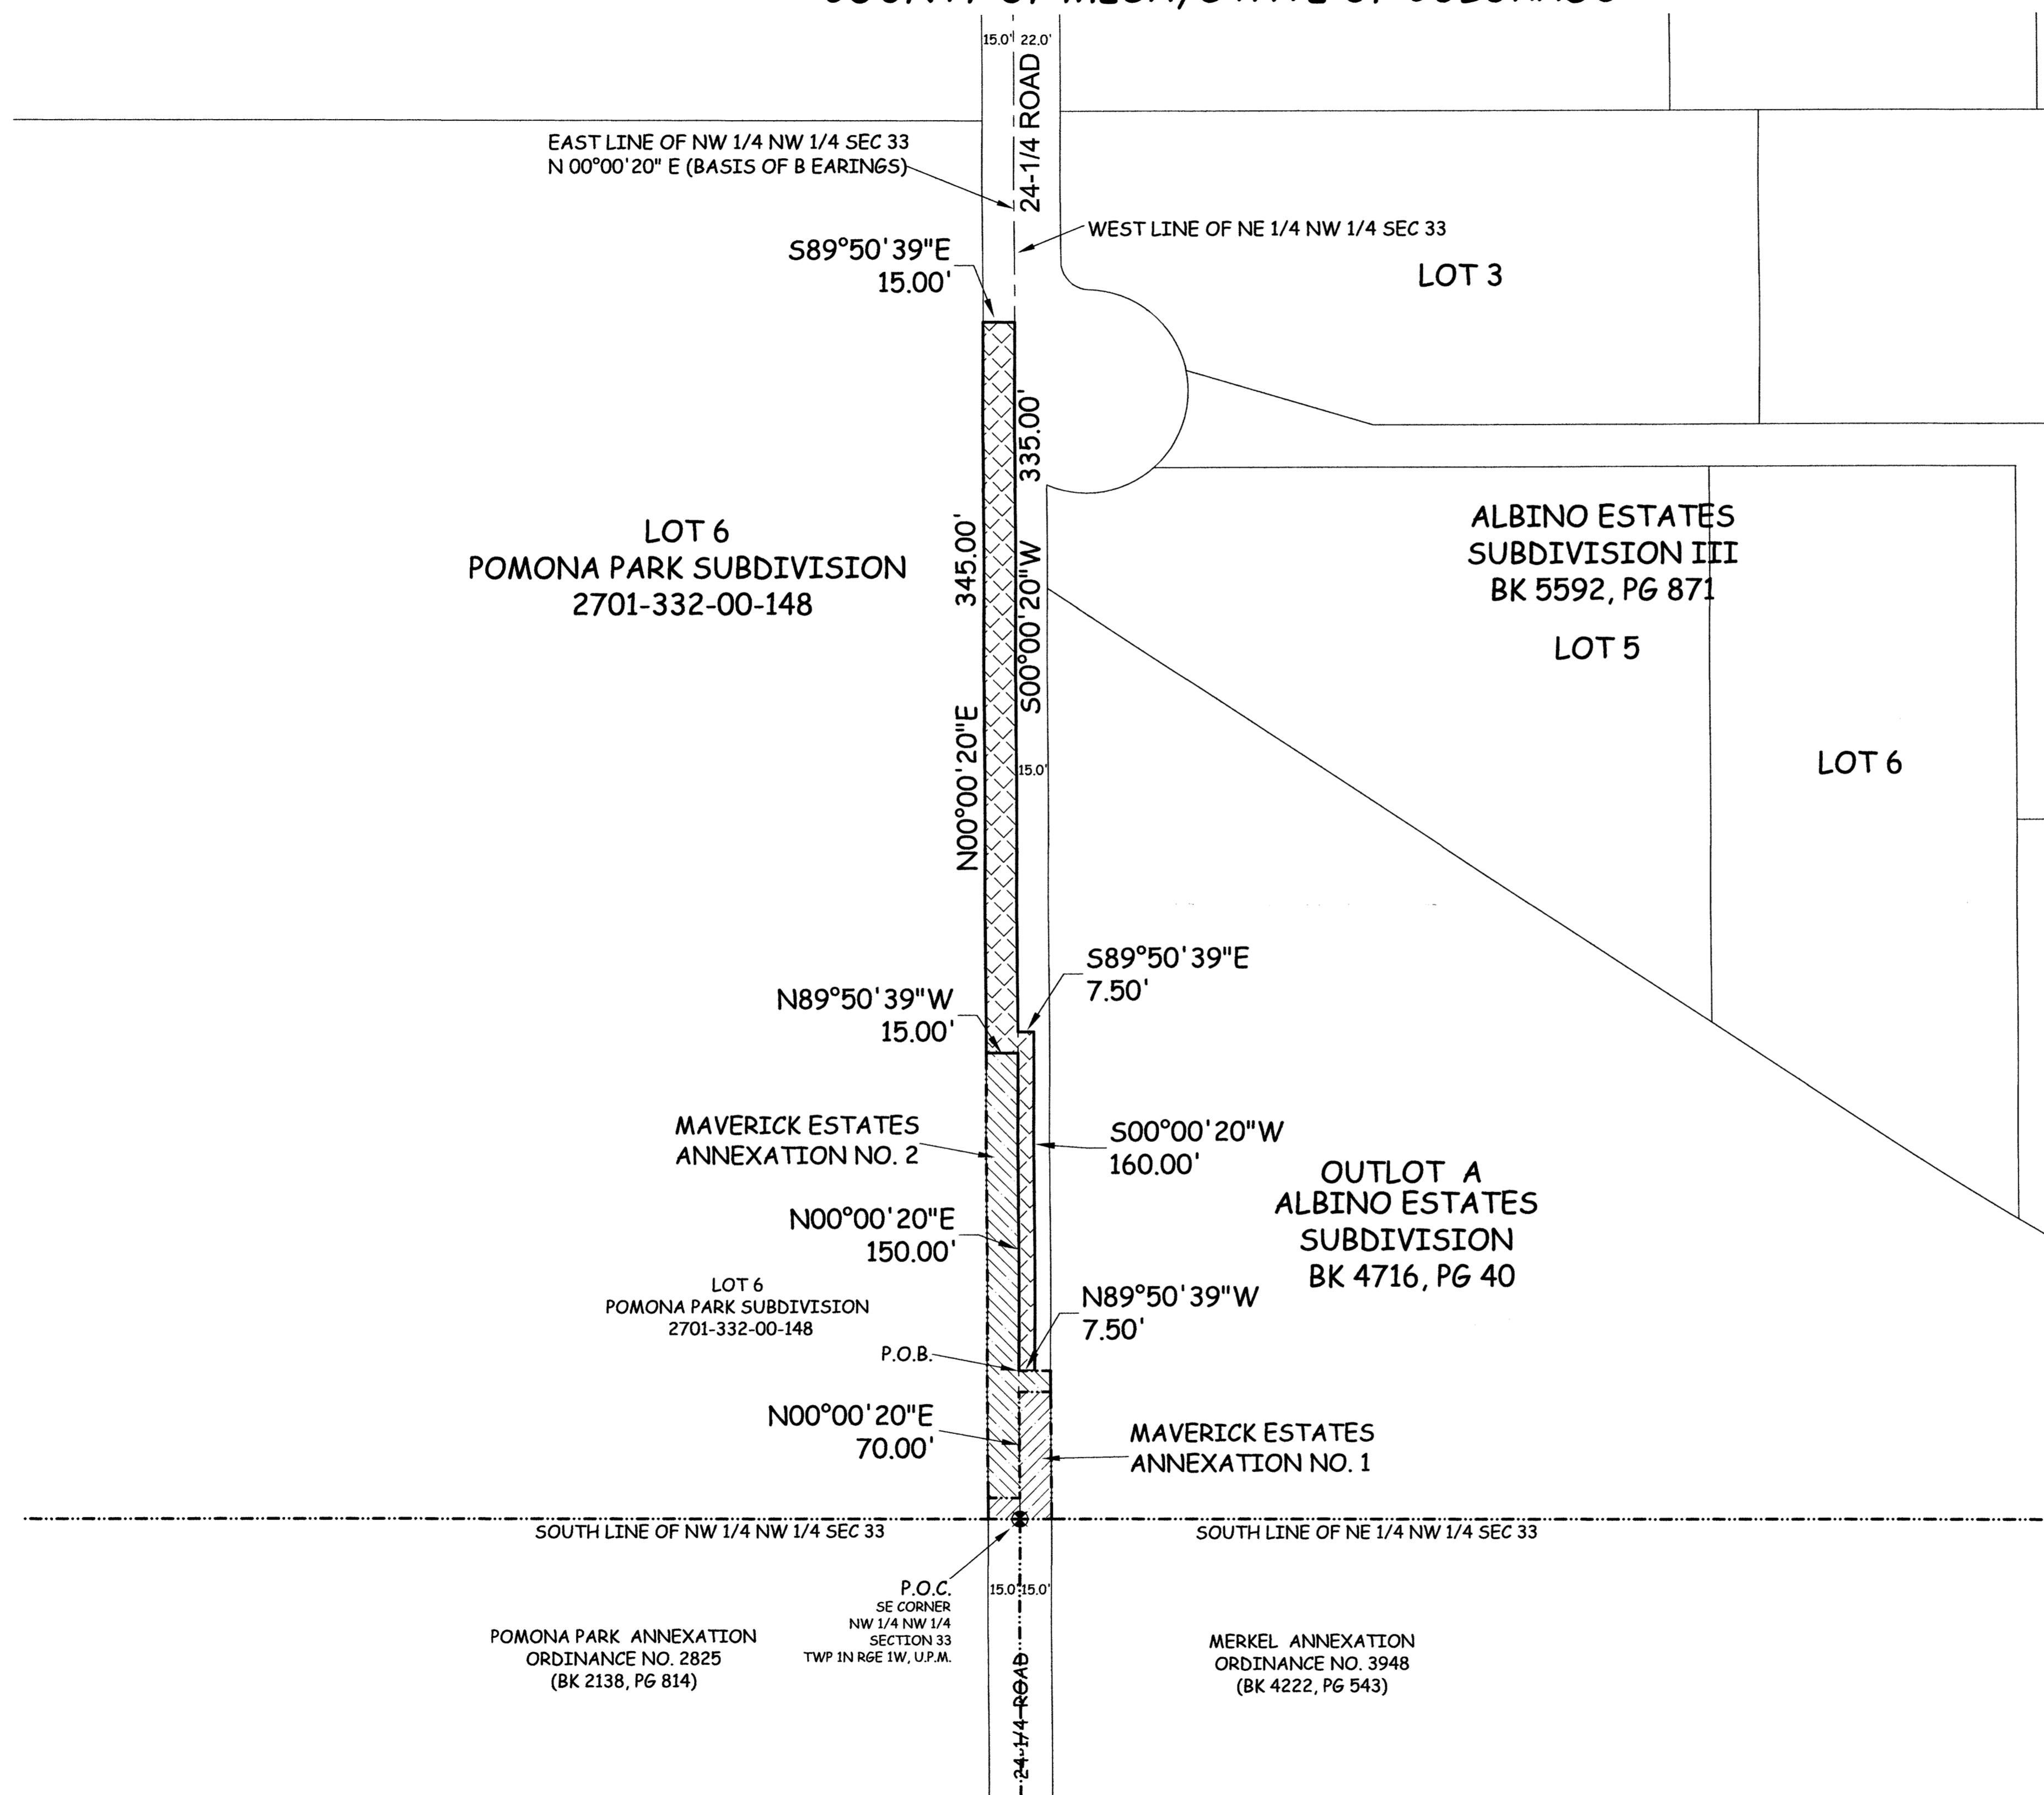 COUNTY OF MESA, STATE OF COLORADO
15.0' 22.0'
24-1/4 ROAD
EAST LINE OF NW 1/4 NW 1/4 SEC 33
N 00°00'20" E (BASIS OF B EARINGS)
WEST LINE OF NE 1/4 NW 1/4 SEC 33
S89°50'39"E
15.00'
LOT 3
335.00'
S00°00'20"W
345.00'
N00°00'20"E
LOT 6
POMONA PARK SUBDIVISION
2701-332-00-148
ALBINO ESTATES
SUBDIVISION III
BK 5592, PG 871
LOT 5
LOT 6
15.0'
S89°50'39"E
7.50'
N89°50'39"W
15.00'
MAVERICK ESTATES
ANNEXATION NO. 2
S00°00'20"W
160.00'
OUTLOT A
ALBINO ESTATES
SUBDIVISION
BK 4716, PG 40
N00°00'20"E
150.00'
LOT 6
POMONA PARK SUBDIVISION
2701-332-00-148
N89°50'39"W
7.50'
P.O.B.
N00°00'20"E
70.00'
MAVERICK ESTATES
ANNEXATION NO. 1
SOUTH LINE OF NW 1/4 NW 1/4 SEC 33
SOUTH LINE OF NE 1/4 NW 1/4 SEC 33
P.O.C.
SE CORNER
NW 1/4 NW 1/4
SECTION 33
TWP 1N RGE 1W, U.P.M.
15.0' 15.0'
POMONA PARK ANNEXATION
ORDINANCE NO. 2825
(BK 2138, PG 814)
24-1/4 ROAD
MERKEL ANNEXATION
ORDINANCE NO. 3948
(BK 4222, PG 543)